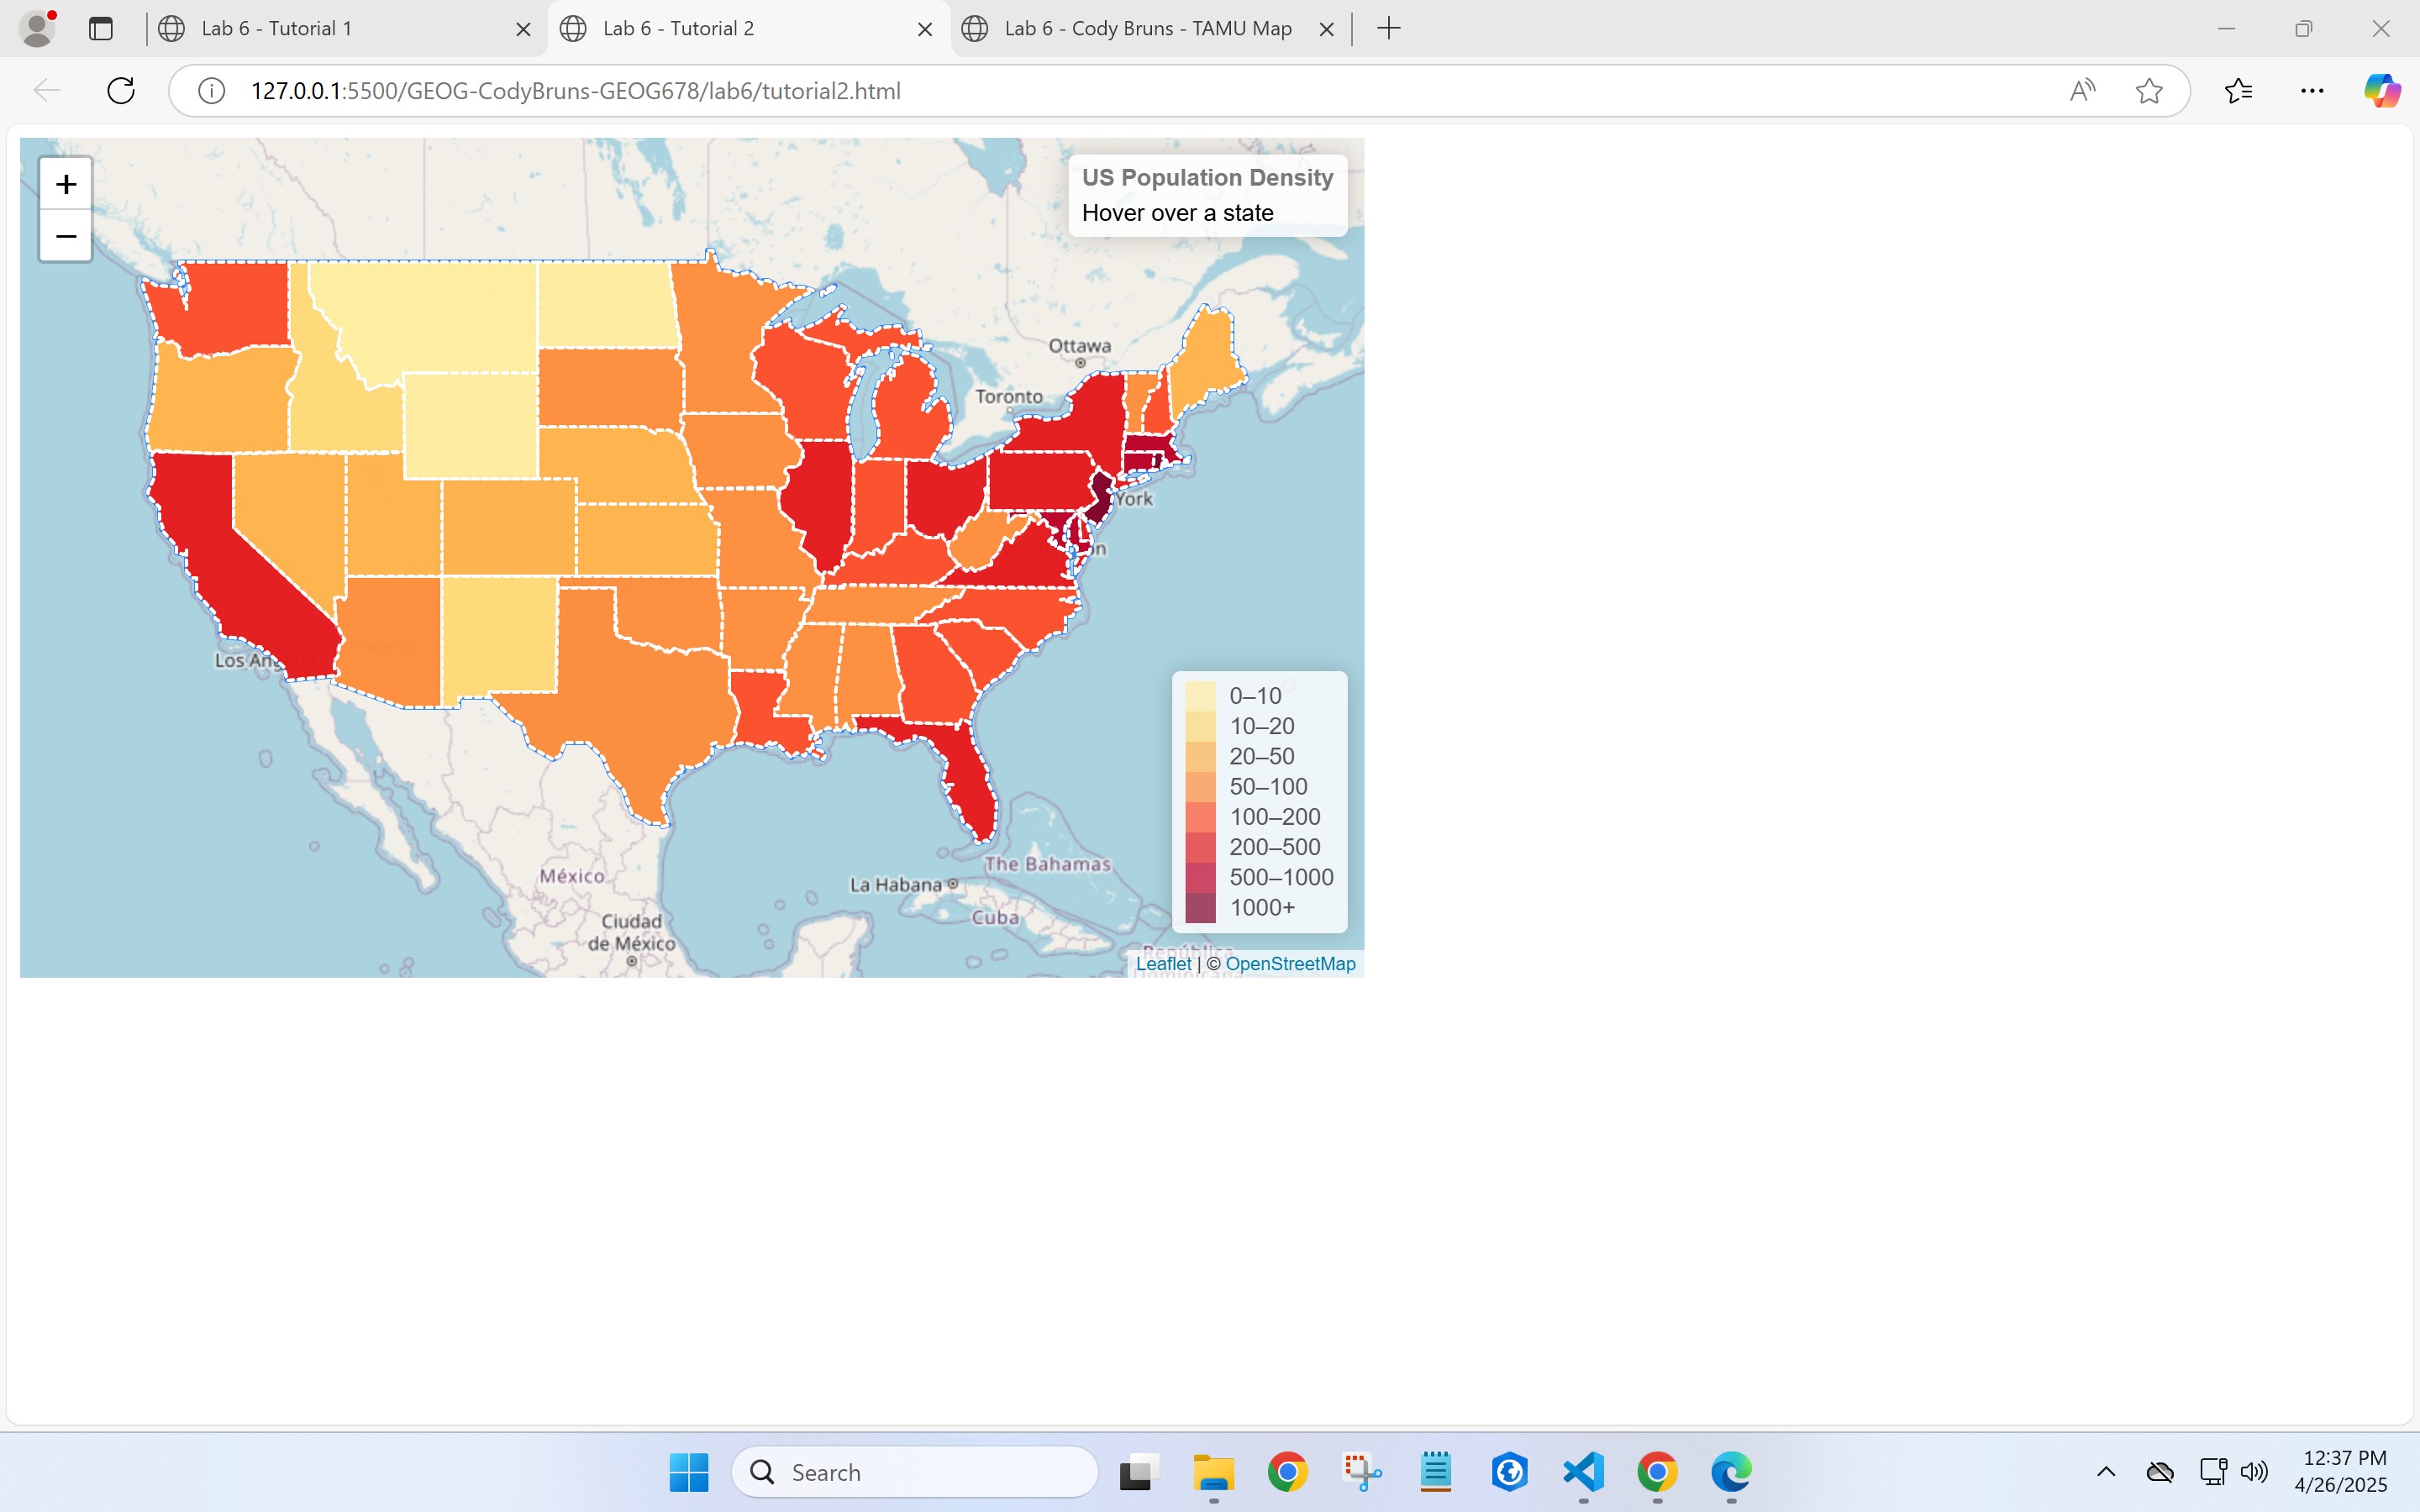 Lab 6 - Tutorial 1
Lab 6 - Tutorial 2
Lab 6 - Cody Bruns - TAMU Map
127.0.0.1:5500/GEOG-CodyBruns-GEOG678/lab6/tutorial2.html
+
−
US Population Density
Hover over a state
Ottawa
Toronto
York
Los An
México
Ciudad
de México
La Habana
The Bahamas
Cuba
República
0–10
10–20
20–50
50–100
100–200
200–500
500–1000
1000+
Leaflet | © OpenStreetMap
Search
12:37 PM
4/26/2025